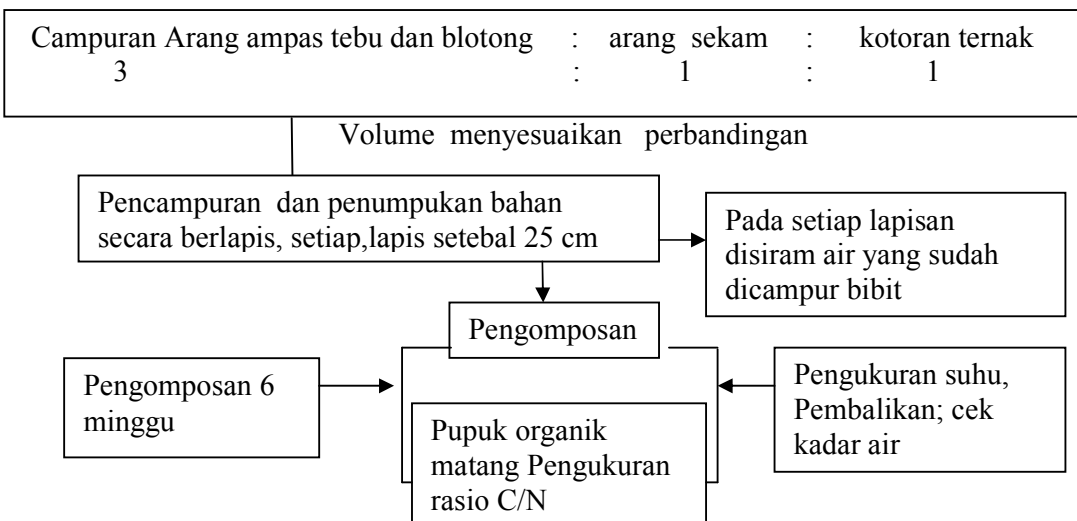 Campuran Arang ampas tebu dan blotong : arang sekam : kotoran ternak
3 : 1 : 1
Volume menyesuaikan perbandingan
Pencampuran dan penumpukan bahan
secara berlapis, setiap,lapis setebal 25 cm
Pada setiap lapisan
disiram air yang sudah
dicampur bibit
Pengomposan
Pengomposan 6
minggu
Pengukuran suhu,
Pembalikan; cek
kadar air
Pupuk organik
matang Pengukuran
rasio C/N